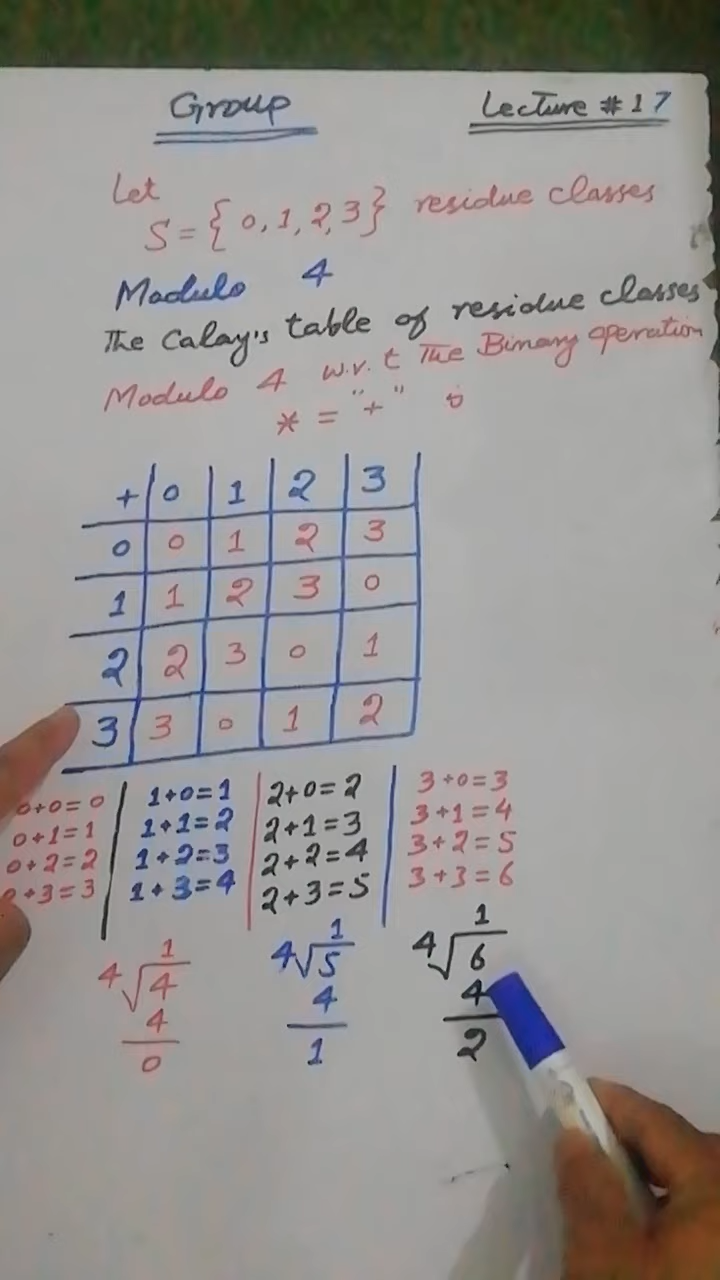 Group Lecture # 17
Let
S = { 0, 1, 2, 3 } residue classes
Modulo 4
The Calay's table of residue classes
Modulo 4 w.r.t The Binary operation
* = "+"
+ 0 1 2 3
0 0 1 2 3
1 1 2 3 0
2 2 3 0 1
3 3 0 1 2
0+0=0 1+0=1 2+0=2 3+0=3
0+1=1 1+1=2 2+1=3 3+1=4
0+2=2 1+2=3 2+2=4 3+2=5
0+3=3 1+3=4 2+3=5 3+3=6
1 1 1
4√4 4√5 4√6
4 4 4
0 1 2